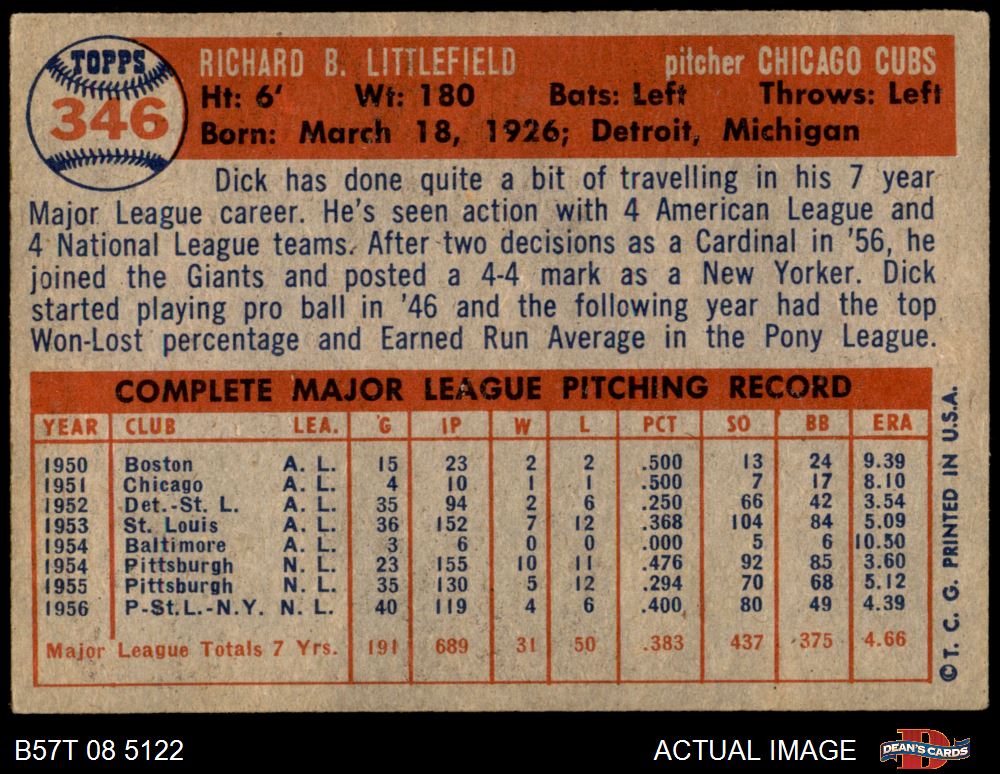 TOPPS
346
RICHARD B. LITTLEFIELD pitcher CHICAGO CUBS
Ht: 6' Wt: 180 Bats: Left Throws: Left
Born: March 18, 1926; Detroit, Michigan
Dick has done quite a bit of travelling in his 7 year
Major League career. He's seen action with 4 American League and
4 National League teams. After two decisions as a Cardinal in '56, he
joined the Giants and posted a 4-4 mark as a New Yorker. Dick
started playing pro ball in '46 and the following year had the top
Won-Lost percentage and Earned Run Average in the Pony League.
COMPLETE MAJOR LEAGUE PITCHING RECORD
YEAR CLUB LEA. G IP W L PCT SO BB ERA
1950 Boston A. L. 15 23 2 2 .500 13 24 9.39
1951 Chicago A. L. 4 10 1 1 .500 7 17 8.10
1952 Det.-St. L. A. L. 35 94 2 6 .250 66 42 3.54
1953 St. Louis A. L. 36 152 7 12 .368 104 84 5.09
1954 Baltimore A. L. 3 6 0 0 .000 5 6 10.50
1954 Pittsburgh N. L. 23 155 10 11 .476 92 85 3.60
1955 Pittsburgh N. L. 35 130 5 12 .294 70 68 5.12
1956 P-St.L.-N.Y. N. L. 40 119 4 6 .400 80 49 4.39
Major League Totals 7 Yrs. 191 689 31 50 .383 437 375 4.66
© T. C. G. PRINTED IN U.S.A.
B57T 08 5122 ACTUAL IMAGE DEAN'S CARDS